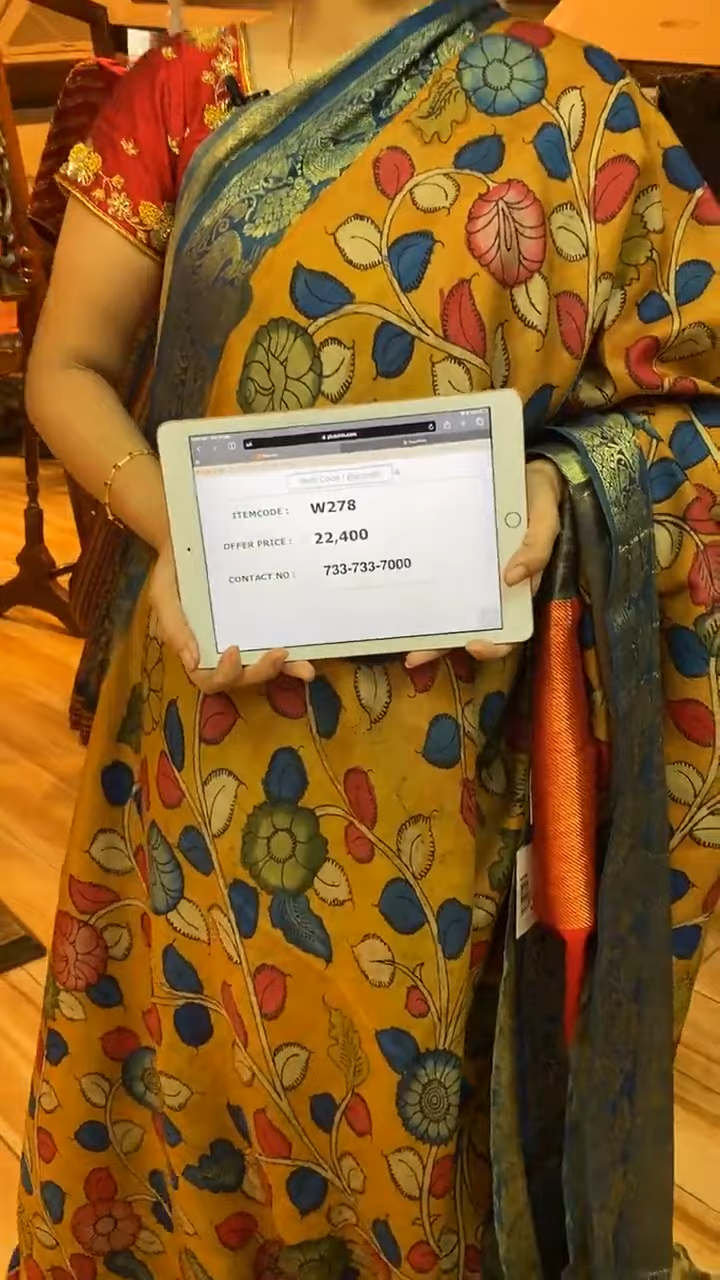 ITEMCODE : W278
OFFER PRICE : 22,400
CONTACT NO : 733-733-7000